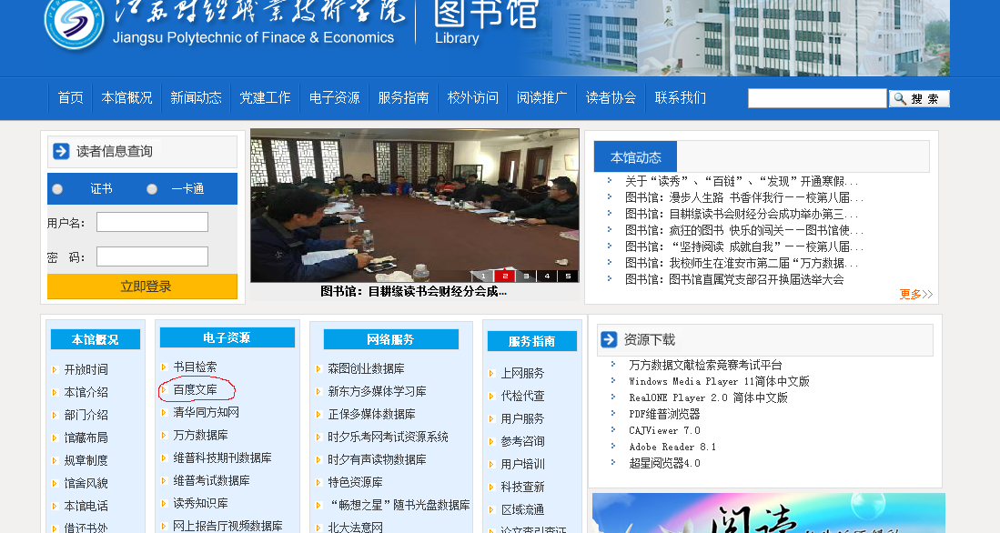 江苏财经职业技术学院
图书馆
Jiangsu Polytechnic of Finace & Economics
Library
首页 本馆概况 新闻动态 党建工作 电子资源 服务指南 校外访问 阅读推广 读者协会 联系我们
搜 索
读者信息查询
证书 一卡通
用户名:
密 码:
立即登录
1 2 3 4 5
图书馆: 目耕缘读书会财经分会成...
本馆动态
关于“读秀”、“百链”、“发现”开通寒假...
图书馆: 漫步人生路 书香伴我行——校第八届...
图书馆: 目耕缘读书会财经分会成功举办第三...
图书馆: 疯狂的图书 快乐的闯关——图书馆使...
图书馆: “坚持阅读 成就自我”——校第八届...
图书馆: 我校师生在淮安市第二届“万方数据...
图书馆: 图书馆直属党支部召开换届选举大会
更多>>
本馆概况
开放时间
本馆介绍
部门介绍
馆藏布局
规章制度
馆舍风貌
本馆电话
借还书处
电子资源
书目检索
百度文库
清华同方知网
万方数据库
维普科技期刊数据库
维普考试数据库
读秀知识库
网上报告厅视频数据库
网络服务
森图创业数据库
新东方多媒体学习库
正保多媒体数据库
时夕乐考网考试资源系统
时夕有声读物数据库
特色资源库
“畅想之星”随书光盘数据库
北大法意网
服务指南
上网服务
代检代查
用户服务
参考咨询
用户培训
科技查新
区域流通
论文查引查证
资源下载
万方数据文献检索竞赛考试平台
Windows Media Player 11简体中文版
RealONE Player 2.0 简体中文版
PDF维普浏览器
CAJViewer 7.0
Adobe Reader 8.1
超星阅览器4.0
阅读